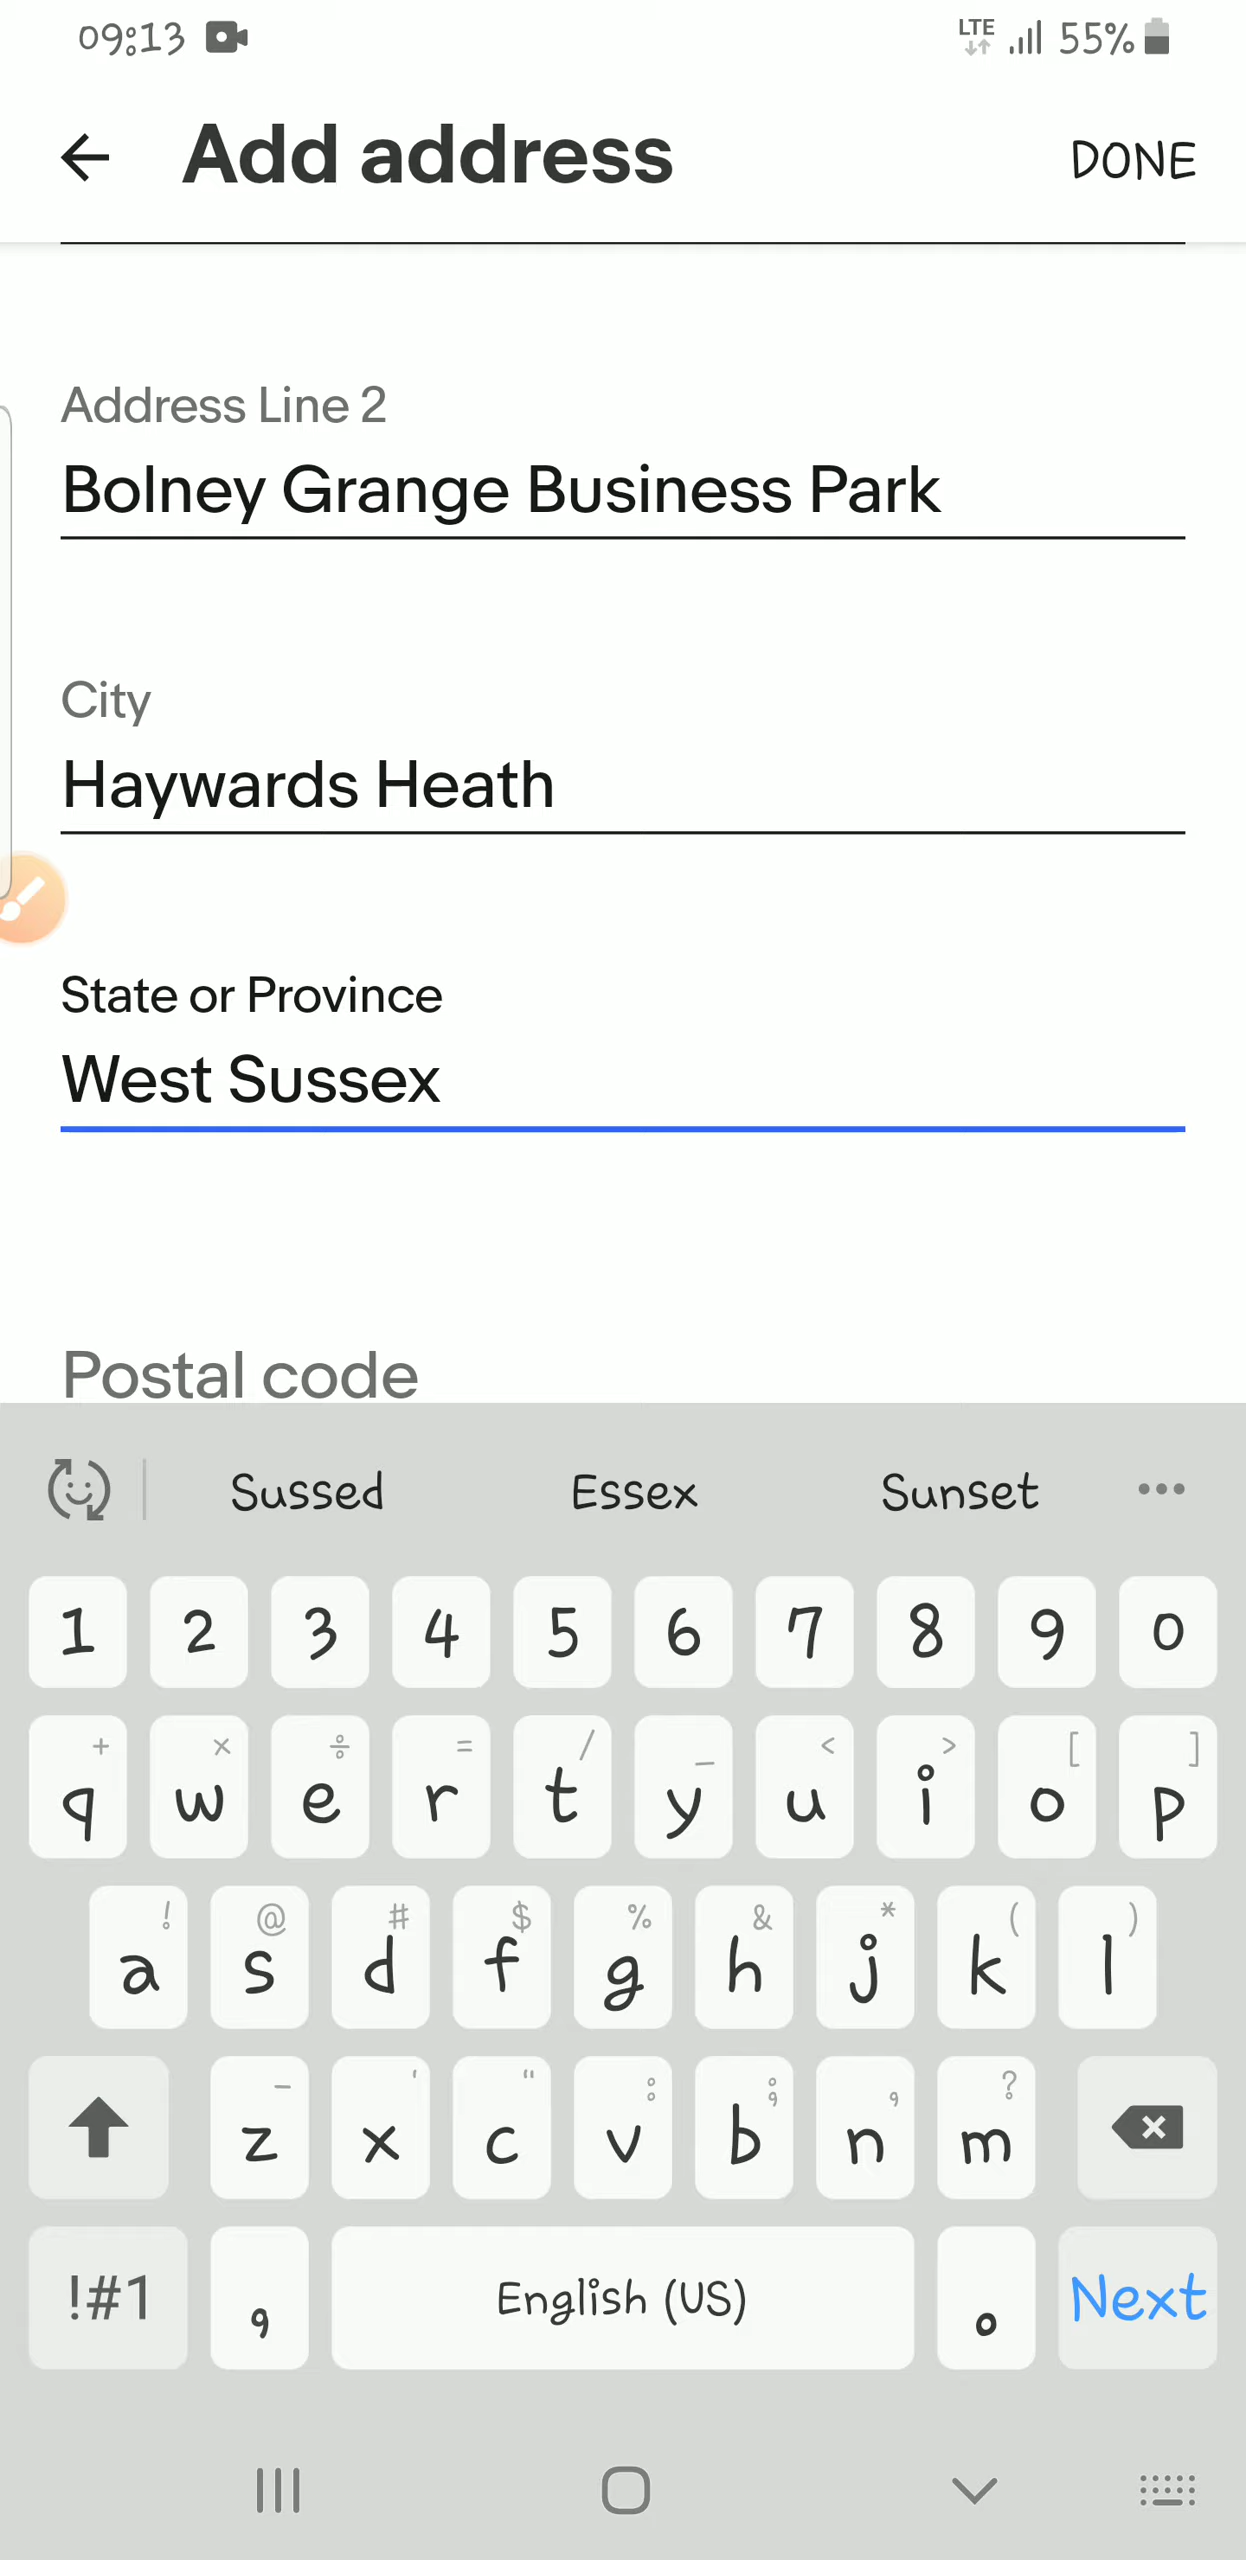 09:13 LTE 55%
Add address DONE
Address Line 2
Bolney Grange Business Park
City
Haywards Heath
State or Province
West Sussex
Postal code
Sussed Essex Sunset
1 2 3 4 5 6 7 8 9 0
+ × ÷ = / _ < > [ ]
q w e r t y u i o p
! @ # $ % & * ( )
a s d f g h j k l
- ' " : ; , ?
z x c v b n m
!#1 , English (US) . Next